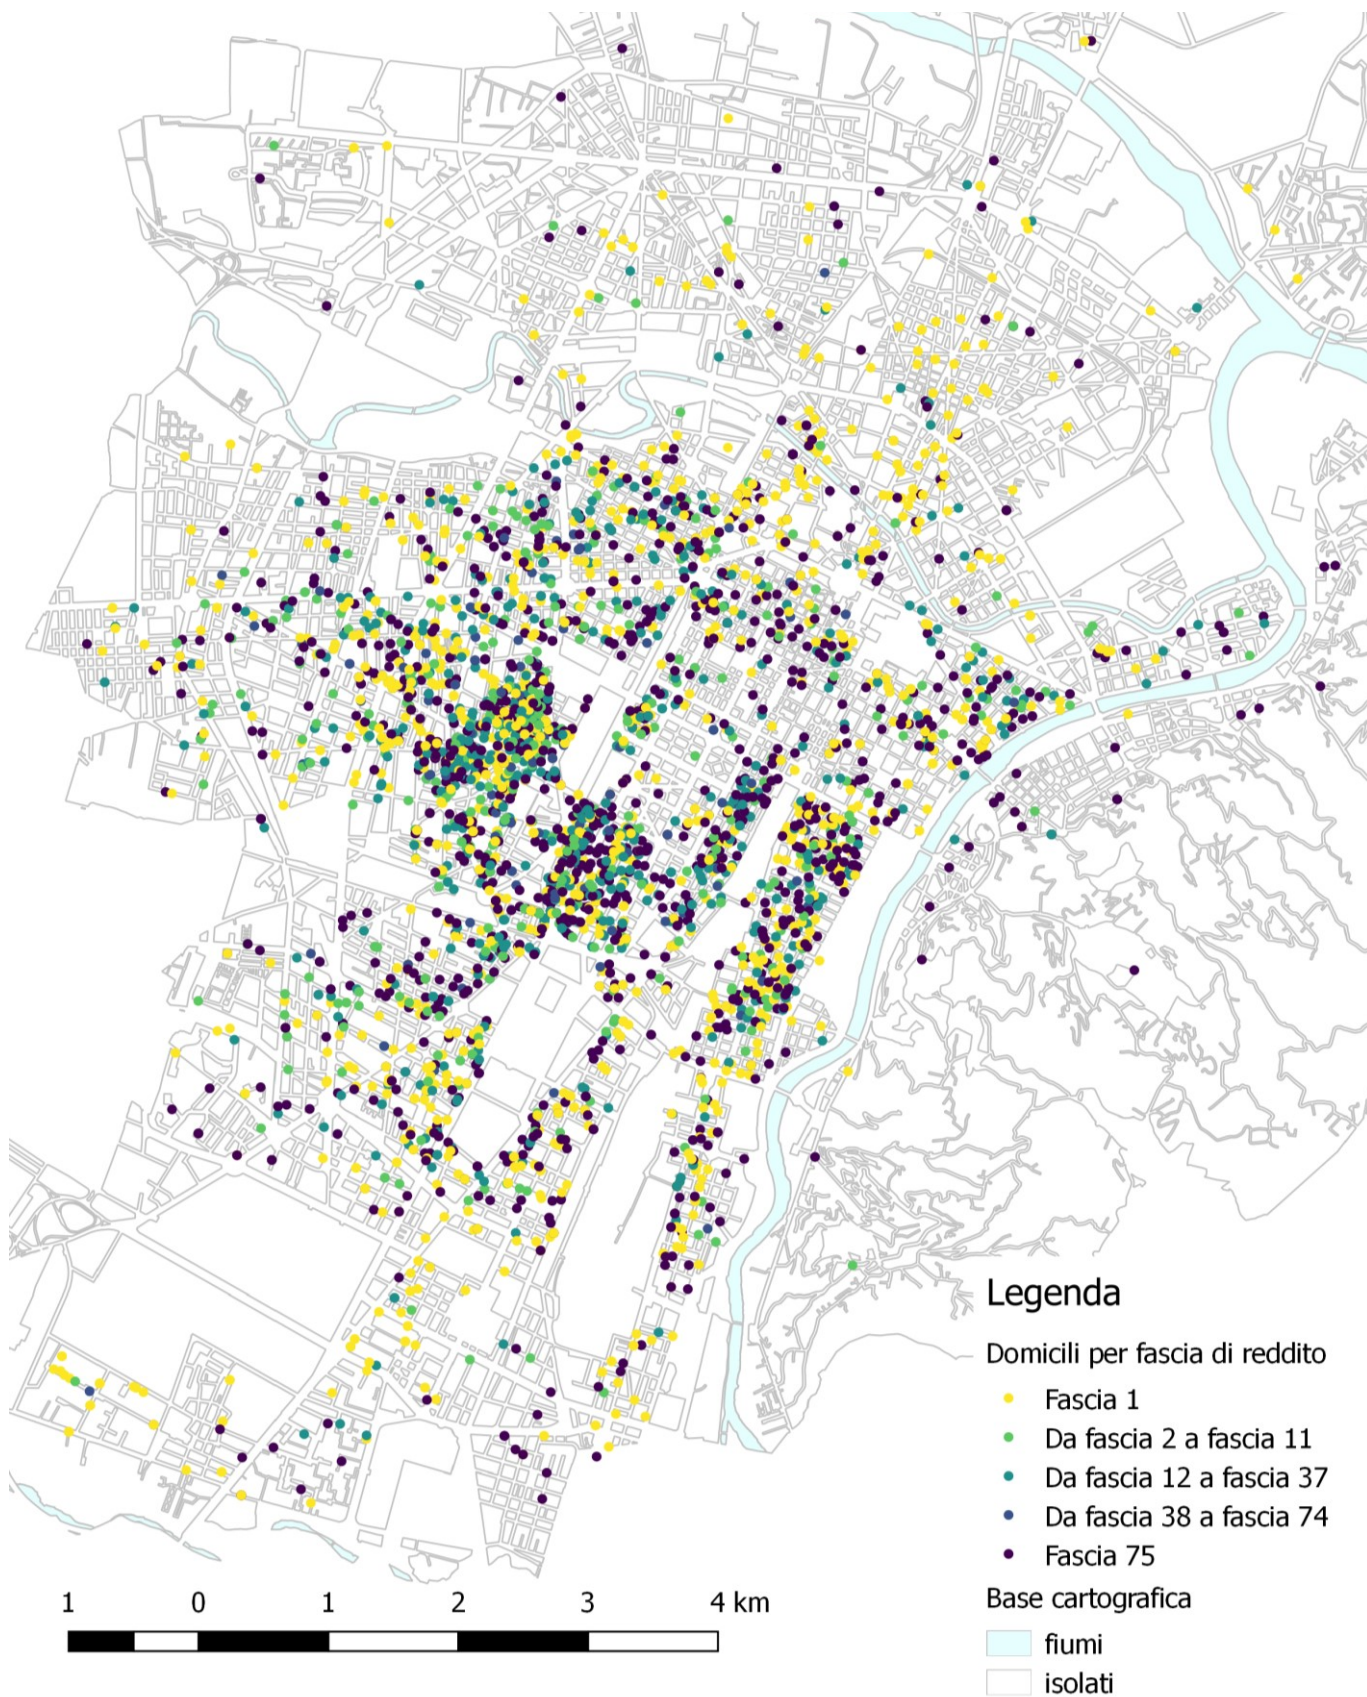 Legenda
Domicili per fascia di reddito
Fascia 1
Da fascia 2 a fascia 11
Da fascia 12 a fascia 37
Da fascia 38 a fascia 74
Fascia 75
Base cartografica
fiumi
isolati
1 0 1 2 3 4 km